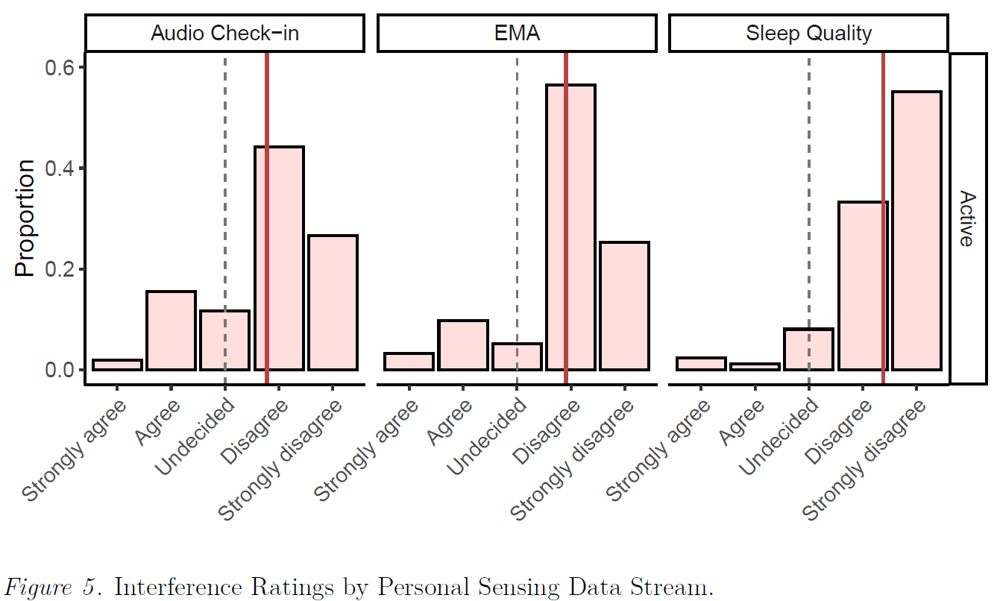 Audio Check−in EMA Sleep Quality
0.6
0.4
0.2
0.0
Proportion
Active
Strongly agree Agree Undecided Disagree Strongly disagree Strongly agree Agree Undecided Disagree Strongly disagree Strongly agree Agree Undecided Disagree Strongly disagree
Figure 5. Interference Ratings by Personal Sensing Data Stream.